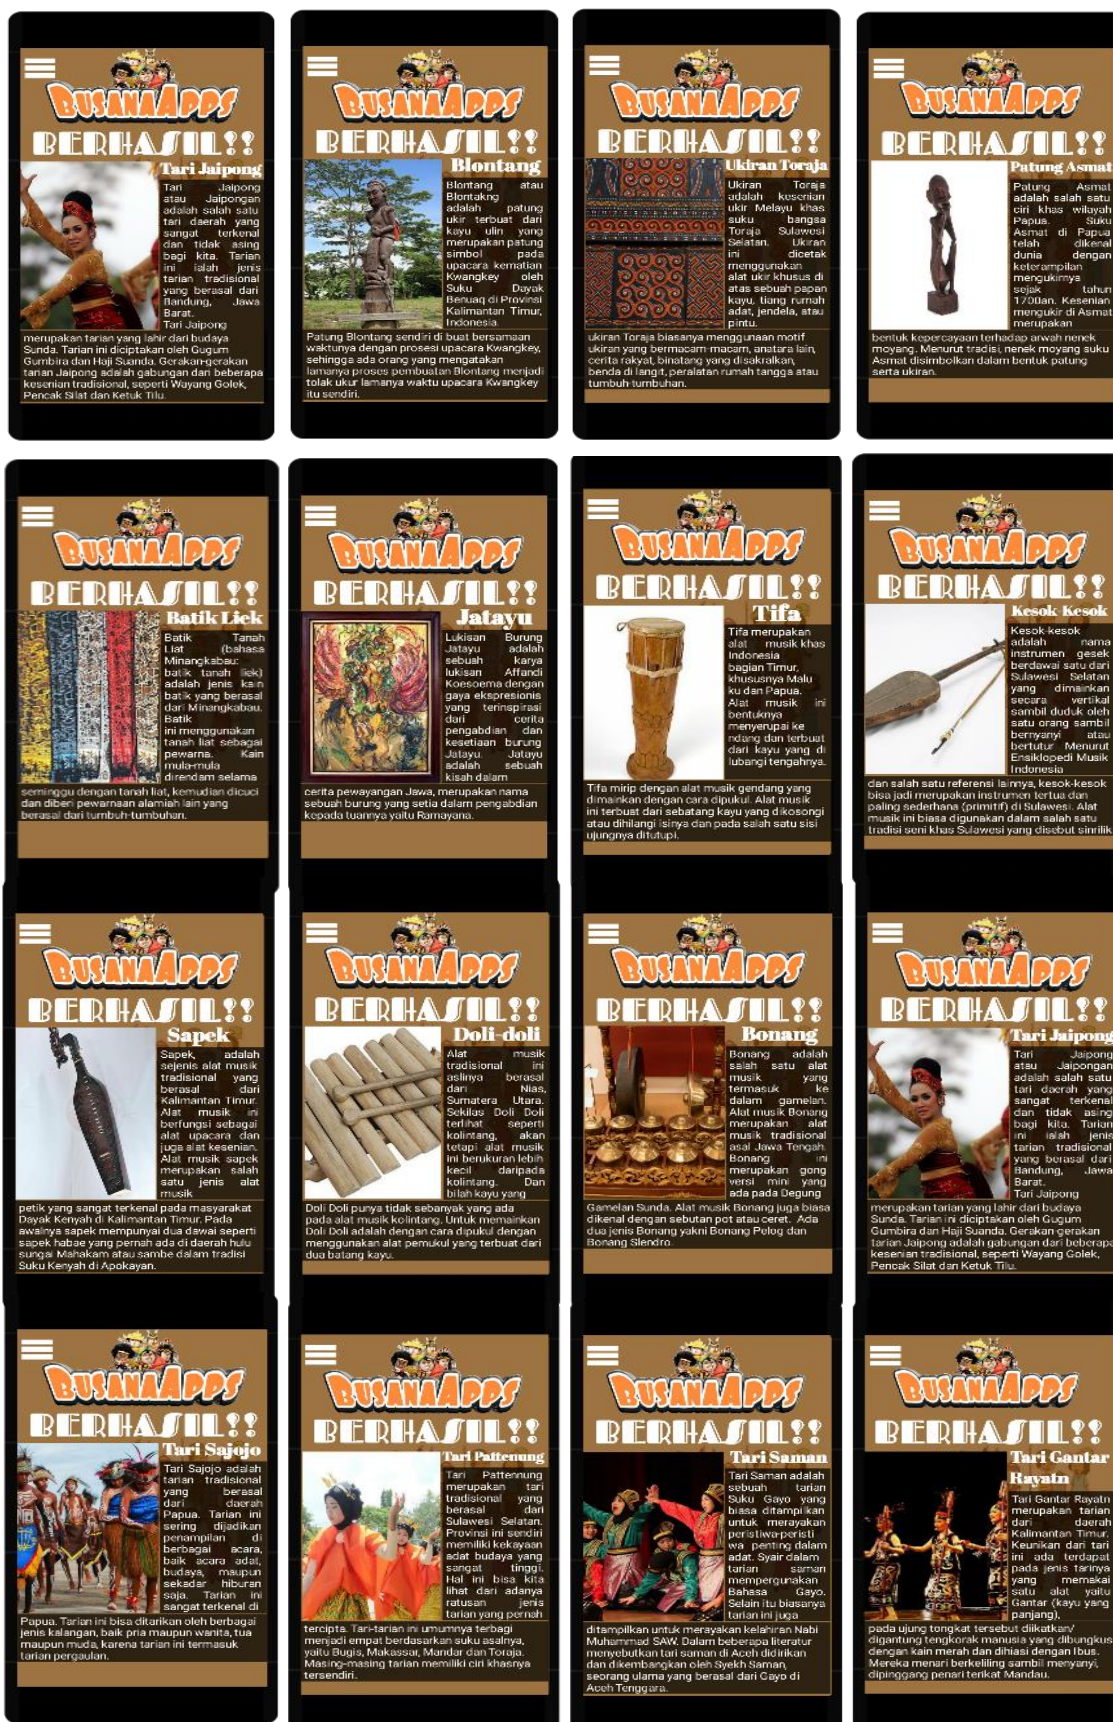 BUSANAAPPS
BERHASIL!!
Tari Jaipong
Tari Jaipong
atau Jaipongan
adalah salah satu
tari daerah yang
sangat terkenal
dan tidak asing
bagi kita. Tarian
ini ialah jenis
tarian tradisional
yang berasal dari
Bandung, Jawa
Barat.
Tari Jaipong
merupakan tarian yang lahir dari budaya
Sunda. Tarian ini diciptakan oleh Gugum
Gumbira dan Haji Suanda. Gerakan-gerakan
tarian Jaipong adalah gabungan dari beberapa
kesenian tradisional, seperti Wayang Golek,
Pencak Silat dan Ketuk Tilu.
BUSANAAPPS
BERHASIL!!
Blontang
Blontang atau
Blontakng
adalah patung
ukir terbuat dari
kayu ulin yang
merupakan patung
simbol pada
upacara kematian
Kwangkey oleh
Suku Dayak
Benuaq di Provinsi
Kalimantan Timur,
Indonesia.
Patung Blontang sendiri di buat bersamaan
waktunya dengan prosesi upacara Kwangkey,
sehingga ada orang yang mengatakan
lamanya proses pembuatan Blontang menjadi
tolak ukur lamanya waktu upacara Kwangkey
itu sendiri.
BUSANAAPPS
BERHASIL!!
Ukiran Toraja
Ukiran Toraja
adalah kesenian
ukir Melayu khas
suku bangsa
Toraja Sulawesi
Selatan. Ukiran
ini dicetak
menggunakan
alat ukir khusus di
atas sebuah papan
kayu, tiang rumah
adat, jendela, atau
pintu.
ukiran Toraja biasanya menggunaan motif
ukiran yang bermacam-macam, anatara lain,
cerita rakyat, binatang yang disakralkan,
benda di langit, peralatan rumah tangga atau
tumbuh-tumbuhan.
BUSANAAPPS
BERHASIL!!
Patung Asmat
Patung Asmat
adalah salah satu
ciri khas wilayah
Papua. Suku
Asmat di Papua
telah dikenal
dunia dengan
keterampilan
mengukirnya
sejak tahun
1700an. Kesenian
mengukir di Asmat
merupakan
bentuk kepercayaan terhadap arwah nenek
moyang. Menurut tradisi, nenek moyang suku
Asmat disimbolkan dalam bentuk patung
serta ukiran.
BUSANAAPPS
BERHASIL!!
Batik Liek
Batik Tanah
Liat (bahasa
Minangkabau:
batik tanah liek)
adalah jenis kain
batik yang berasal
dari Minangkabau.
Batik
ini menggunakan
tanah liat sebagai
pewarna. Kain
mula-mula
direndam selama
seminggu dengan tanah liat, kemudian dicuci
dan diberi pewarnaan alamiah lain yang
berasal dari tumbuh-tumbuhan.
BUSANAAPPS
BERHASIL!!
Jatayu
Lukisan Burung
Jatayu adalah
sebuah karya
lukisan Affandi
Koesoema dengan
gaya ekspresionis
yang terinspirasi
dari cerita
pengabdian dan
kesetiaan burung
Jatayu. Jatayu
adalah sebuah
kisah dalam
cerita pewayangan Jawa, merupakan nama
sebuah burung yang setia dalam pengabdian
kepada tuannya yaitu Ramayana.
BUSANAAPPS
BERHASIL!!
Tifa
Tifa merupakan
alat musik khas
Indonesia
bagian Timur,
khususnya Malu
ku dan Papua.
Alat musik ini
bentuknya
menyerupai ke
ndang dan terbuat
dari kayu yang di
lubangi tengahnya.
Tifa mirip dengan alat musik gendang yang
dimainkan dengan cara dipukul. Alat musik
ini terbuat dari sebatang kayu yang dikosongi
atau dihilangi isinya dan pada salah satu sisi
ujungnya ditutupi.
BUSANAAPPS
BERHASIL!!
Kesok-Kesok
Kesok-kesok
adalah nama
instrumen gesek
berdawai satu dari
Sulawesi Selatan
yang dimainkan
secara vertikal
sambil duduk oleh
satu orang sambil
bernyanyi atau
bertutur Menurut
Ensiklopedi Musik
Indonesia
dan salah satu referensi lainnya, kesok-kesok
bisa jadi merupakan instrumen tertua dan
paling sederhana (primitif) di Sulawesi. Alat
musik ini biasa digunakan dalam salah satu
tradisi seni khas Sulawesi yang disebut sinrilik.
BUSANAAPPS
BERHASIL!!
Sapek
Sapek, adalah
sejenis alat musik
tradisional yang
berasal dari
Kalimantan Timur.
Alat musik ini
berfungsi sebagai
alat upacara dan
juga alat kesenian.
Alat musik sapek
merupakan salah
satu jenis alat
musik
petik yang sangat terkenal pada masyarakat
Dayak Kenyah di Kalimantan Timur. Pada
awalnya sapek mempunyai dua dawai seperti
sapek habae yang pernah ada di daerah hulu
sungai Mahakam atau sambe dalam tradisi
Suku Kenyah di Apokayan.
BUSANAAPPS
BERHASIL!!
Doli-doli
Alat musik
tradisional ini
aslinya berasal
dari Nias,
Sumatera Utara.
Sekilas Doli Doli
terlihat seperti
kolintang, akan
tetapi alat musik
ini berukuran lebih
kecil daripada
kolintang. Dan
bilah kayu yang
Doli Doli punya tidak sebanyak yang ada
pada alat musik kolintang. Untuk memainkan
Doli Doli adalah dengan cara dipukul dengan
menggunakan alat pemukul yang terbuat dari
dua batang kayu.
BUSANAAPPS
BERHASIL!!
Bonang
Bonang adalah
salah satu alat
musik yang
termasuk ke
dalam gamelan.
Alat musik Bonang
merupakan alat
musik tradisional
asal Jawa Tengah.
Bonang ini
merupakan gong
versi mini yang
ada pada Degung
Gamelan Sunda. Alat musik Bonang juga biasa
dikenal dengan sebutan pot atau ceret. Ada
dua jenis Bonang yakni Bonang Pelog dan
Bonang Slendro.
BUSANAAPPS
BERHASIL!!
Tari Jaipong
Tari Jaipong
atau Jaipongan
adalah salah satu
tari daerah yang
sangat terkenal
dan tidak asing
bagi kita. Tarian
ini ialah jenis
tarian tradisional
yang berasal dari
Bandung, Jawa
Barat.
Tari Jaipong
merupakan tarian yang lahir dari budaya
Sunda. Tarian ini diciptakan oleh Gugum
Gumbira dan Haji Suanda. Gerakan-gerakan
tarian Jaipong adalah gabungan dari beberapa
kesenian tradisional, seperti Wayang Golek,
Pencak Silat dan Ketuk Tilu.
BUSANAAPPS
BERHASIL!!
Tari Sajojo
Tari Sajojo adalah
tarian tradisional
yang berasal
dari daerah
Papua. Tarian ini
sering dijadikan
penampilan di
berbagai acara,
baik acara adat,
budaya, maupun
sekadar hiburan
saja. Tarian ini
sangat terkenal di
Papua. Tarian ini bisa ditarikan oleh berbagai
jenis kalangan, baik pria maupun wanita, tua
maupun muda, karena tarian ini termasuk
tarian pergaulan.
BUSANAAPPS
BERHASIL!!
Tari Pattenung
Tari Pattennung
merupakan tari
tradisional yang
berasal dari
Sulawesi Selatan.
Provinsi ini sendiri
memiliki kekayaan
adat budaya yang
sangat tinggi.
Hal ini bisa kita
lihat dari adanya
ratusan jenis
tarian yang pernah
tercipta. Tari-tarian ini umumnya terbagi
menjadi empat berdasarkan suku asalnya,
yaitu Bugis, Makassar, Mandar dan Toraja.
Masing-masing tarian memiliki ciri khasnya
tersendiri.
BUSANAAPPS
BERHASIL!!
Tari Saman
Tari Saman adalah
sebuah tarian
Suku Gayo yang
biasa ditampilkan
untuk merayakan
peristiwa-peristi
wa penting dalam
adat. Syair dalam
tarian saman
mempergunakan
Bahasa Gayo.
Selain itu biasanya
tarian ini juga
ditampilkan untuk merayakan kelahiran Nabi
Muhammad SAW. Dalam beberapa literatur
menyebutkan tari saman di Aceh didirikan
dan dikembangkan oleh Syekh Saman,
seorang ulama yang berasal dari Gayo di
Aceh Tenggara.
BUSANAAPPS
BERHASIL!!
Tari Gantar
Rayatn
Tari Gantar Rayatn
merupakan tarian
dari daerah
Kalimantan Timur.
Keunikan dari tari
ini ada terdapat
pada jenis tarinya
yang memakai
satu alat yaitu
Gantar (kayu yang
panjang),
pada ujung tongkat tersebut diikatkan/
digantung tengkorak manusia yang dibungkus
dengan kain merah dan dihiasi dengan Ibus.
Mereka menari berkeliling sambil menyanyi,
dipinggang penari terikat Mandau.